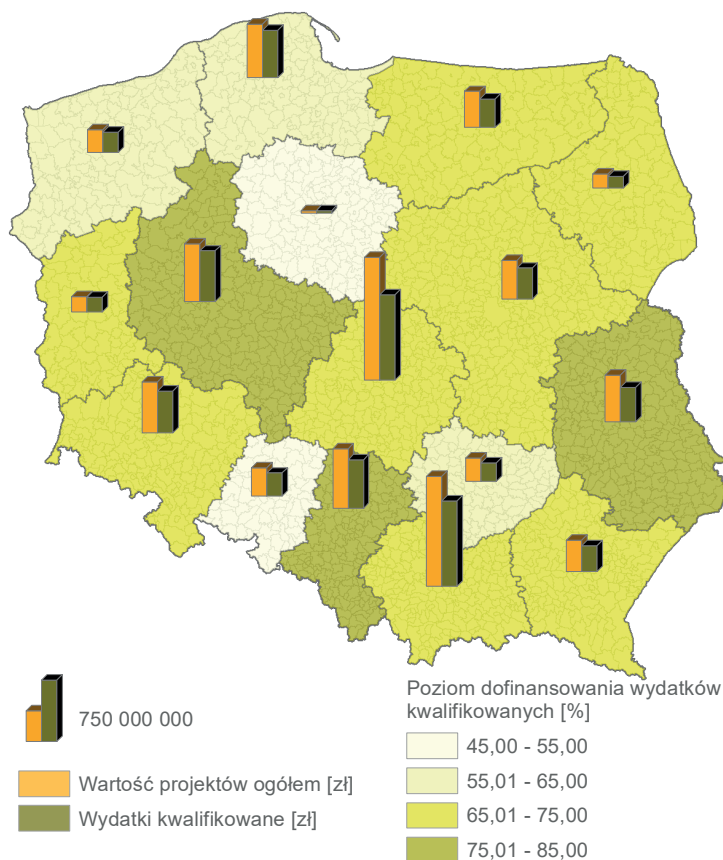 750 000 000
Wartość projektów ogółem [zł]
Wydatki kwalifikowane [zł]
Poziom dofinansowania wydatków
kwalifikowanych [%]
45,00 - 55,00
55,01 - 65,00
65,01 - 75,00
75,01 - 85,00